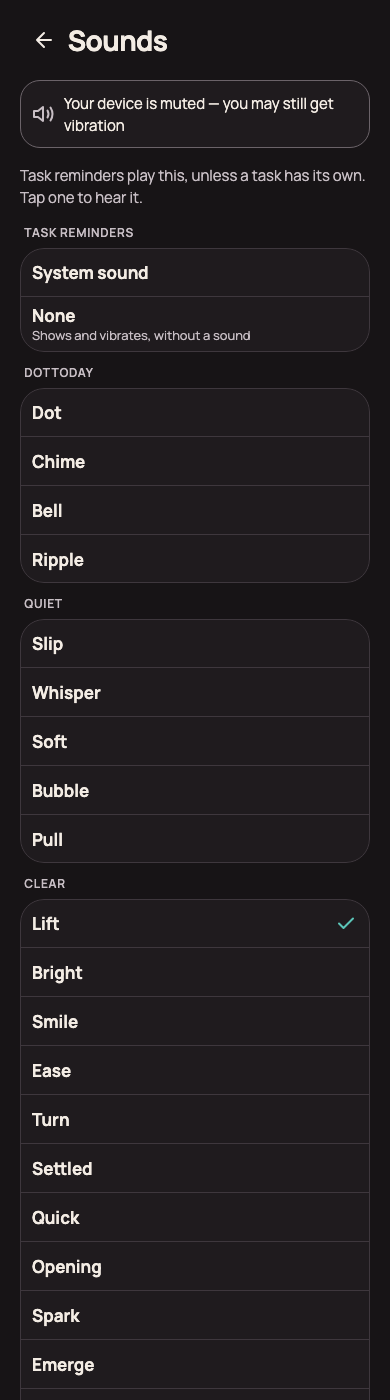 Sounds
Your device is muted — you may still get
vibration
Task reminders play this, unless a task has its own.
Tap one to hear it.
TASK REMINDERS
System sound
None
Shows and vibrates, without a sound
DOTTODAY
Dot
Chime
Bell
Ripple
QUIET
Slip
Whisper
Soft
Bubble
Pull
CLEAR
Lift
Bright
Smile
Ease
Turn
Settled
Quick
Opening
Spark
Emerge